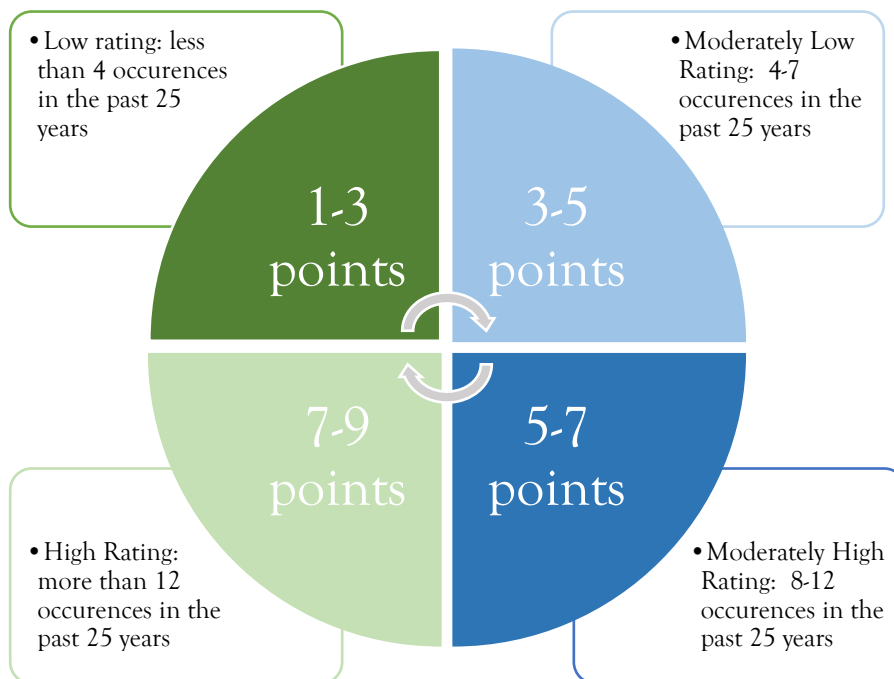 • Low rating: less
than 4 occurences
in the past 25
years
• Moderately Low
Rating: 4-7
occurences in the
past 25 years
1-3
points
3-5
points
7-9
points
5-7
points
• High Rating:
more than 12
occurences in the
past 25 years
• Moderately High
Rating: 8-12
occurences in the
past 25 years